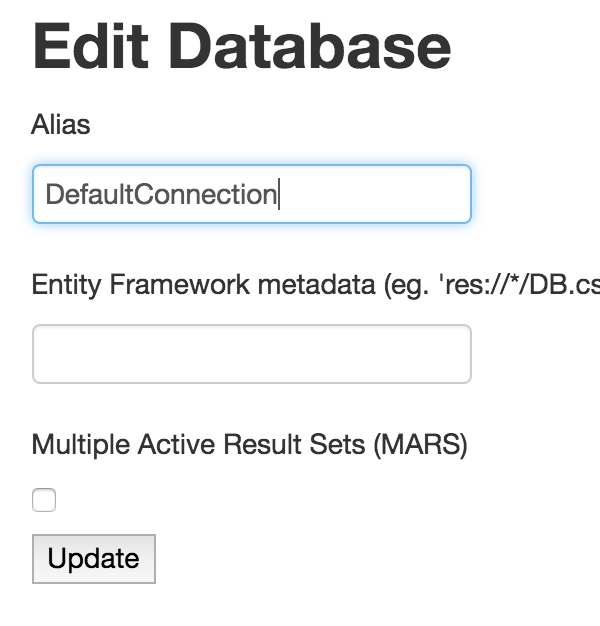 Edit Database
Alias
DefaultConnection
Entity Framework metadata (eg. 'res://*/DB.cs
Multiple Active Result Sets (MARS)
Update